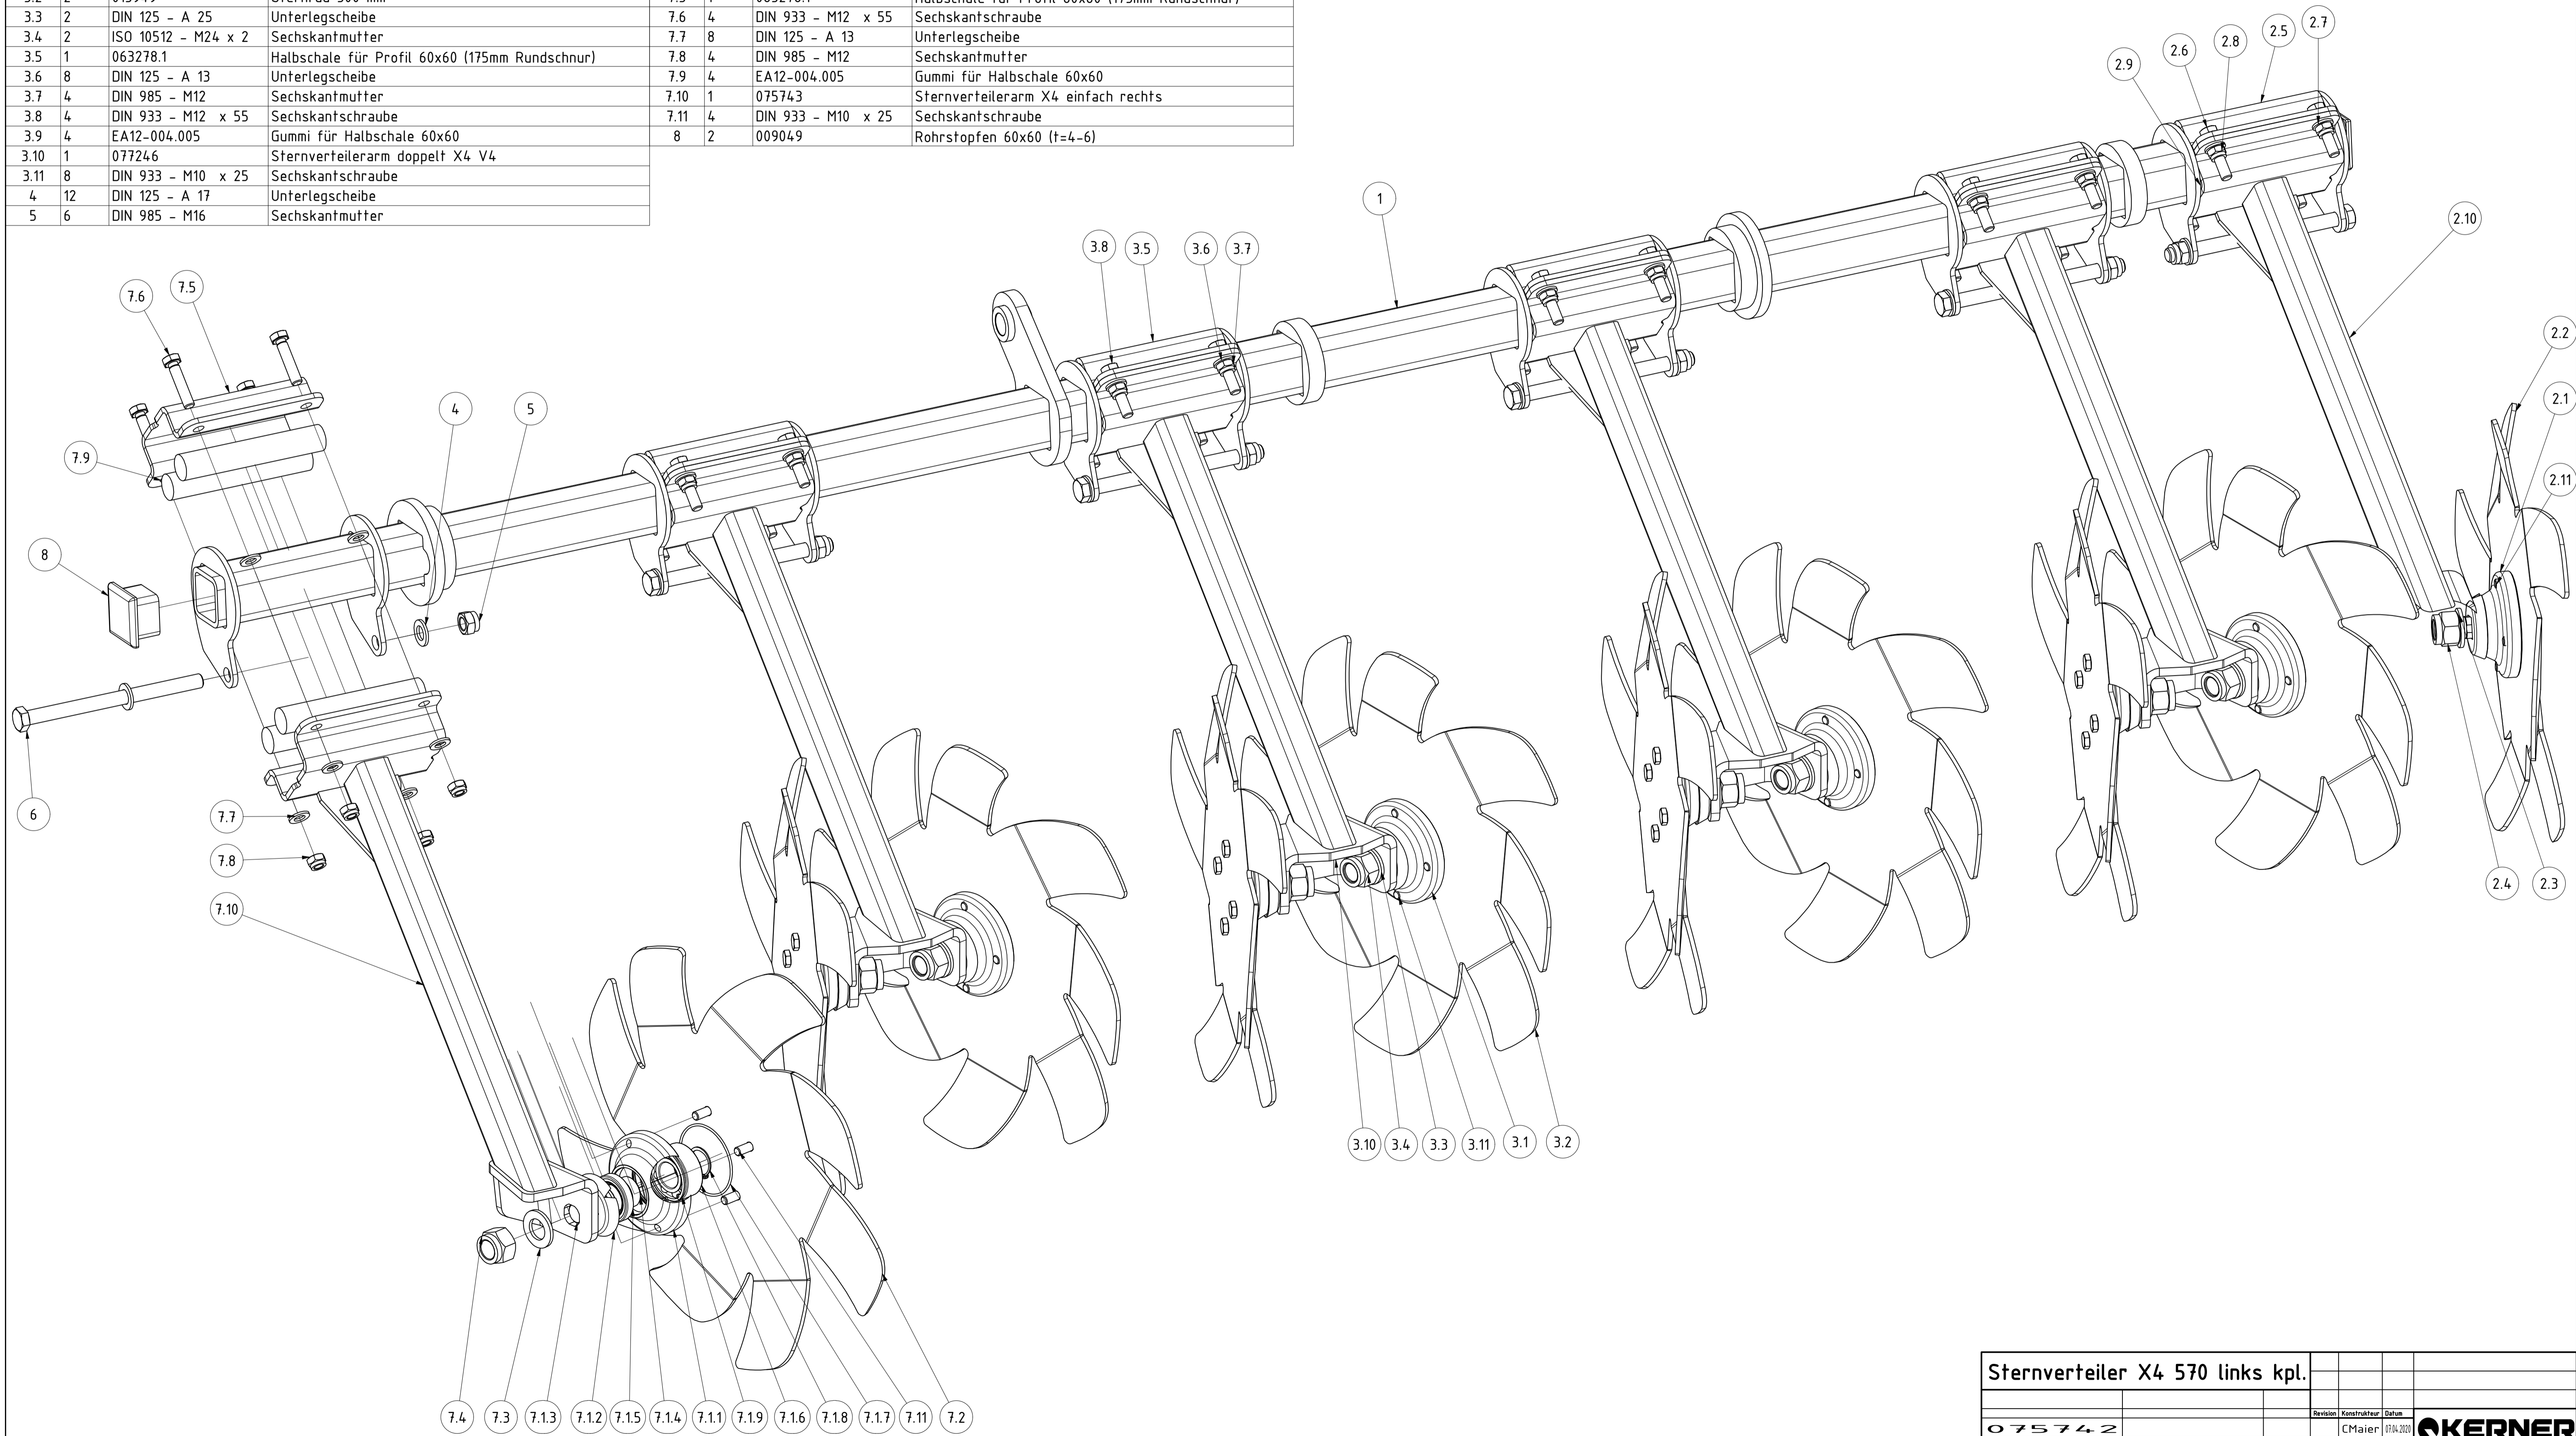 3.3 2 DIN 125 - A 25 Unterlegscheibe
3.4 2 ISO 10512 - M24 x 2 Sechskantmutter
3.5 1 063278.1 Halbschale für Profil 60x60 (175mm Rundschnur)
3.6 8 DIN 125 - A 13 Unterlegscheibe
3.7 4 DIN 985 - M12 Sechskantmutter
3.8 4 DIN 933 - M12 x 55 Sechskantschraube
3.9 4 EA12-004.005 Gummi für Halbschale 60x60
3.10 1 077246 Sternverteilerarm doppelt X4 V4
3.11 8 DIN 933 - M10 x 25 Sechskantschraube
4 12 DIN 125 - A 17 Unterlegscheibe
5 6 DIN 985 - M16 Sechskantmutter
7.6 4 DIN 933 - M12 x 55 Sechskantschraube
7.7 8 DIN 125 - A 13 Unterlegscheibe
7.8 4 DIN 985 - M12 Sechskantmutter
7.9 4 EA12-004.005 Gummi für Halbschale 60x60
7.10 1 075743 Sternverteilerarm X4 einfach rechts
7.11 4 DIN 933 - M10 x 25 Sechskantschraube
8 2 009049 Rohrstopfen 60x60 (t=4-6)
2.9
2.6
2.8
2.5
2.7
1
2.10
3.8
3.5
3.6
3.7
7.6
7.5
2.2
2.1
2.11
4
5
7.9
8
6
7.7
7.8
7.10
2.4
2.3
3.10
3.4
3.3
3.11
3.1
3.2
7.4
7.3
7.1.3
7.1.2
7.1.5
7.1.4
7.1.1
7.1.9
7.1.6
7.1.8
7.1.7
7.11
7.2
Sternverteiler X4 570 links kpl.
Revision Konstrukteur Datum
075742 CMaier 07.04.2020 KERNER